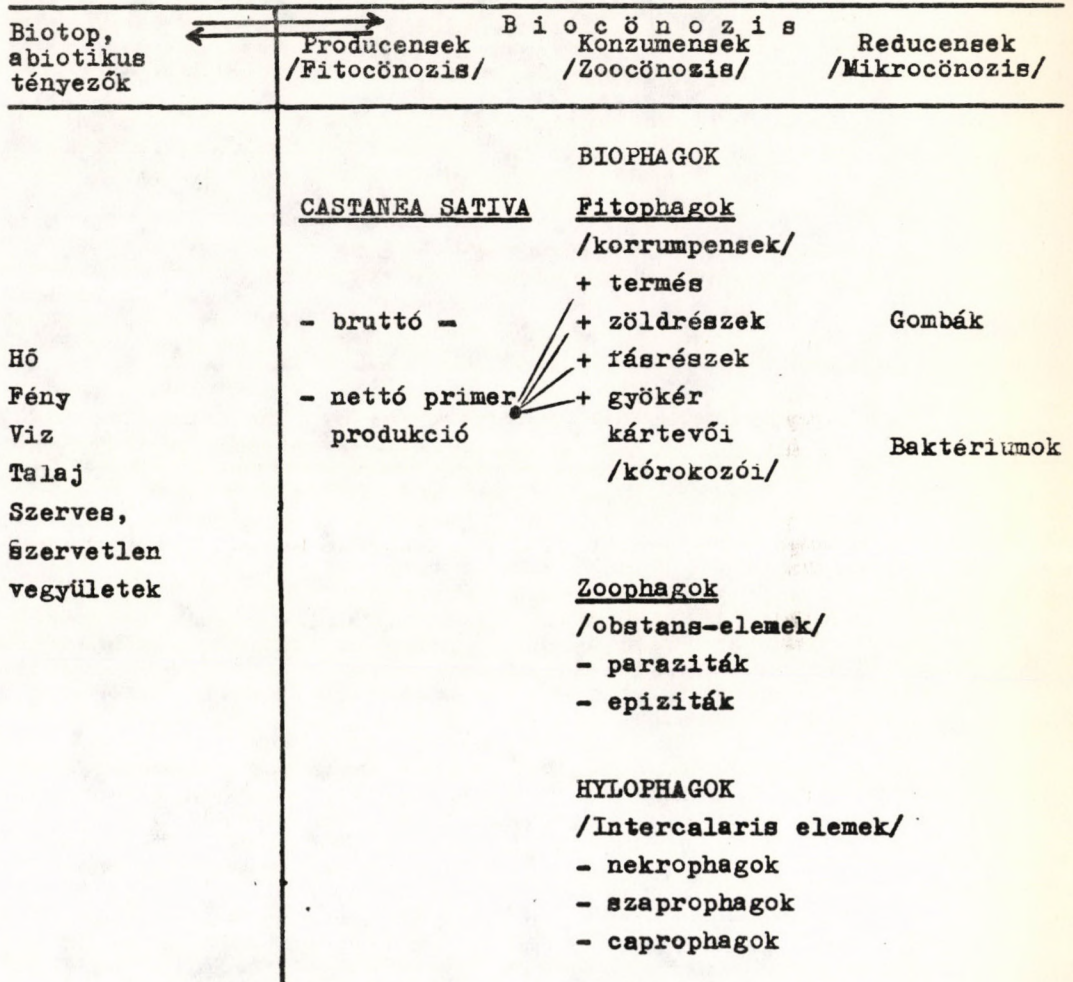 B i o c ö n o z i s
Biotop,
abiotikus
tényezők
Producensek
/Fitocönozis/
Konzumensek
/Zoocönozis/
Reducensek
/Mikrocönozis/
BIOPHAGOK
CASTANEA SATIVA
Fitophagok
/korrumpensek/
+ termés
- bruttó -
+ zöldrészek
Gombák
Hő
+ fásrészek
Fény
- nettó primer
+ gyökér
Viz
produkció
kártevői
Baktériumok
Talaj
/kórokozói/
Szerves,
szervetlen
vegyületek
Zoophagok
/obstans-elemek/
- paraziták
- epiziták
HYLOPHAGOK
/Intercalaris elemek/
- nekrophagok
- szaprophagok
- caprophagok